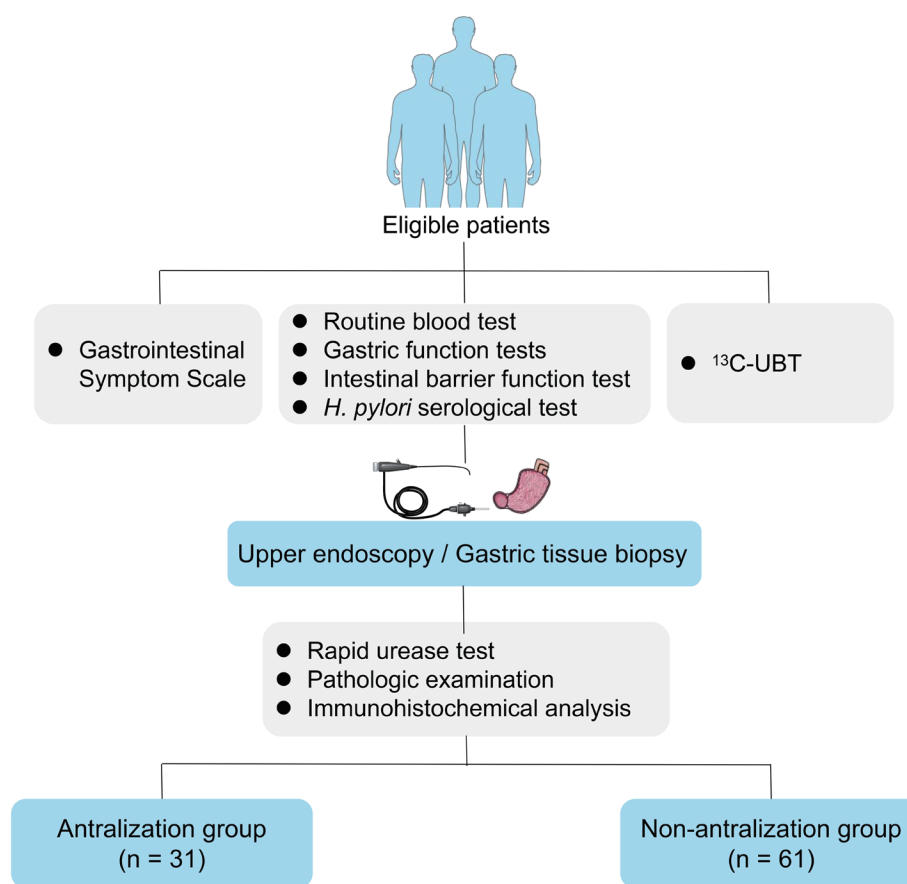 Eligible patients
● Gastrointestinal
Symptom Scale
● Routine blood test
● Gastric function tests
● Intestinal barrier function test
● H. pylori serological test
● ¹³C-UBT
Upper endoscopy / Gastric tissue biopsy
● Rapid urease test
● Pathologic examination
● Immunohistochemical analysis
Antralization group
(n = 31)
Non-antralization group
(n = 61)